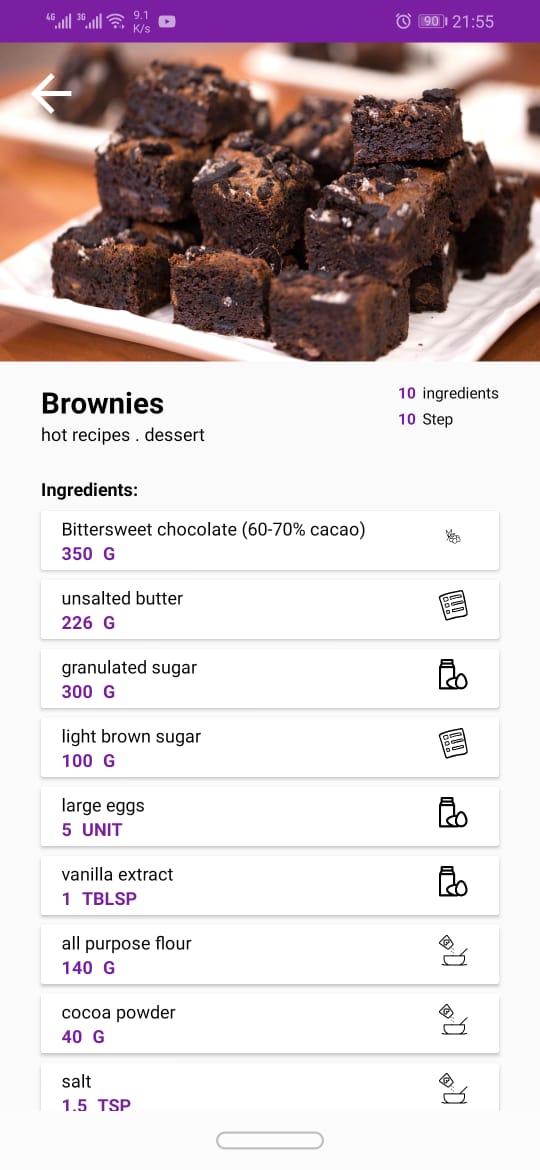 4G 3G 9.1 K/s 90 21:55
Brownies
hot recipes . dessert
10 ingredients
10 Step
Ingredients:
Bittersweet chocolate (60-70% cacao)
350 G
unsalted butter
226 G
granulated sugar
300 G
light brown sugar
100 G
large eggs
5 UNIT
vanilla extract
1 TBLSP
all purpose flour
140 G
cocoa powder
40 G
salt
1.5 TSP